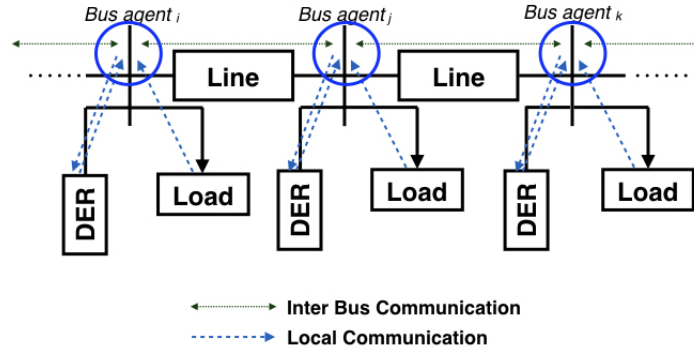 Bus agent i
Bus agent j
Bus agent k
Line
Line
DER
Load
DER
Load
DER
Load
Inter Bus Communication
Local Communication